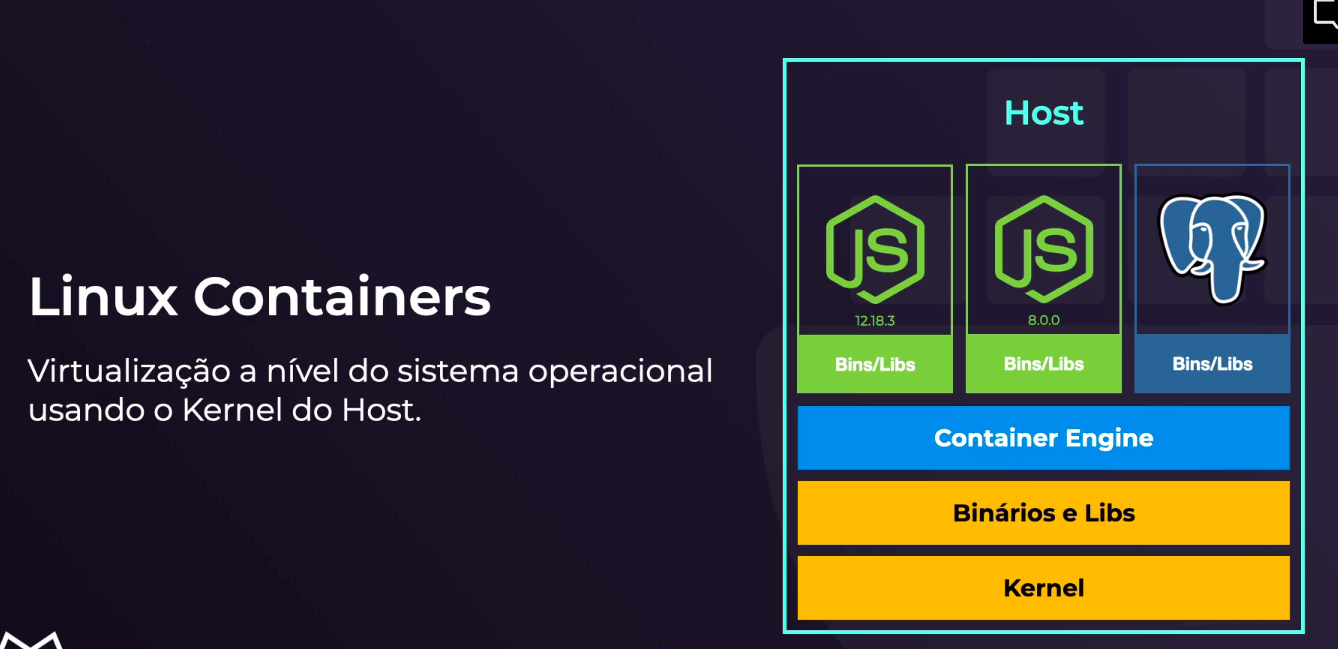 Linux Containers
Virtualização a nível do sistema operacional
usando o Kernel do Host.
Host
JS
12.18.3
Bins/Libs
JS
8.0.0
Bins/Libs
Bins/Libs
Container Engine
Binários e Libs
Kernel